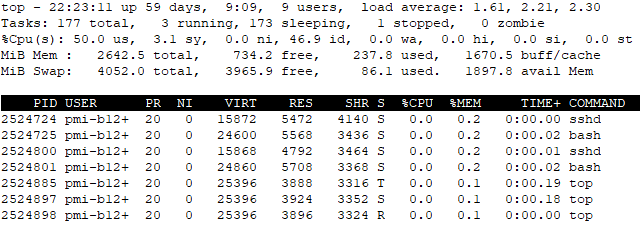 top - 22:23:11 up 59 days,  9:09,  9 users,  load average: 1.61, 2.21, 2.30
Tasks: 177 total,   3 running, 173 sleeping,   1 stopped,   0 zombie
%Cpu(s): 50.0 us,  3.1 sy,  0.0 ni, 46.9 id,  0.0 wa,  0.0 hi,  0.0 si,  0.0 st
MiB Mem :   2642.5 total,    734.2 free,    237.8 used,   1670.5 buff/cache
MiB Swap:   4052.0 total,   3965.9 free,     86.1 used.   1897.8 avail Mem
    PID USER      PR  NI    VIRT    RES    SHR S  %CPU  %MEM     TIME+ COMMAND
2524724 pmi-b12+  20   0   15872   5472   4140 S   0.0   0.2   0:00.00 sshd
2524725 pmi-b12+  20   0   24600   5568   3436 S   0.0   0.2   0:00.02 bash
2524800 pmi-b12+  20   0   15868   4792   3464 S   0.0   0.2   0:00.01 sshd
2524801 pmi-b12+  20   0   24860   5708   3368 S   0.0   0.2   0:00.02 bash
2524885 pmi-b12+  20   0   25396   3888   3316 T   0.0   0.1   0:00.19 top
2524897 pmi-b12+  20   0   25396   3924   3352 S   0.0   0.1   0:00.18 top
2524898 pmi-b12+  20   0   25396   3896   3324 R   0.0   0.1   0:00.00 top